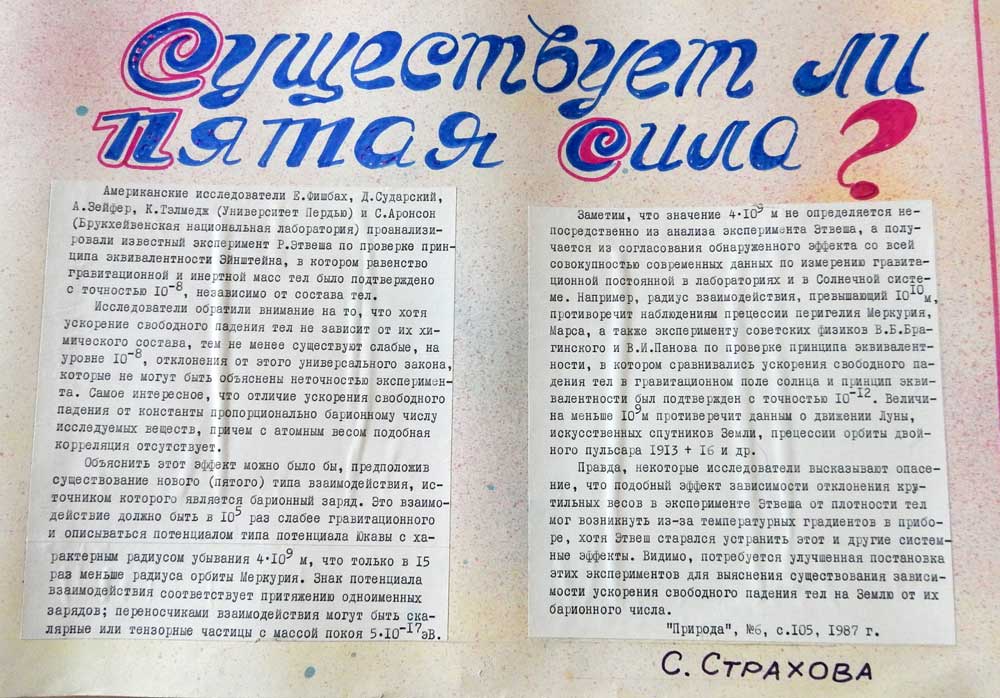 Существует ли
пятая сила?
Американские исследователи Е.Фишбах, Д.Сударский,
А.Зейфер, К.Тэлмедж (Университет Пердью) и С.Аронсон
(Брукхейвенская национальная лаборатория) проанализи-
ровали известный эксперимент Р.Этвеша по проверке прин-
ципа эквивалентности Эйнштейна, в котором равенство
гравитационной и инертной масс тел было подтверждено
с точностью 10⁻⁸, независимо от состава тел.
Исследователи обратили внимание на то, что хотя
ускорение свободного падения тел не зависит от их хи-
мического состава, тем не менее существуют слабые, на
уровне 10⁻⁸, отклонения от этого универсального закона,
которые не могут быть объяснены неточностью эксперимен-
та. Самое интересное, что отличие ускорения свободного
падения от константы пропорционально барионному числу
исследуемых веществ, причем с атомным весом подобная
корреляция отсутствует.
Объяснить этот эффект можно было бы, предположив
существование нового (пятого) типа взаимодействия, ис-
точником которого является барионный заряд. Это взаимо-
действие должно быть в 10⁵ раз слабее гравитационного
и описываться потенциалом типа потенциала Юкавы с ха-
рактерным радиусом убывания 4·10⁹ м, что только в 15
раз меньше радиуса орбиты Меркурия. Знак потенциала
взаимодействия соответствует притяжению одноименных
зарядов; переносчиками взаимодействия могут быть ска-
лярные или тензорные частицы с массой покоя 5·10⁻¹⁷эВ.
Заметим, что значение 4·10⁹ м не определяется не-
посредственно из анализа эксперимента Этвеша, а полу-
чается из согласования обнаруженного эффекта со всей
совокупностью современных данных по измерению гравита-
ционной постоянной в лабораториях и в Солнечной систе-
ме. Например, радиус взаимодействия, превышающий 10¹⁰м,
противоречит наблюдениям прецессии перигелия Меркурия,
Марса, а также эксперименту советских физиков В.Б.Бра-
гинского и В.И.Панова по проверке принципа эквивалент-
ности, в котором сравнивались ускорения свободного па-
дения тел в гравитационном поле солнца и принцип экви-
валентности был подтвержден с точностью 10⁻¹². Величи-
на меньше 10⁹м противеречит данным о движении Луны,
искусственных спутников Земли, прецессии орбиты двой-
ного пульсара 1913 + 16 и др.
Правда, некоторые исследователи высказывают опасе-
ние, что подобный эффект зависимости отклонения кру-
тильных весов в эксперименте Этвеша от плотности тел
мог возникнуть из-за температурных градиентов в прибо-
ре, хотя Этвеш старался устранить этот и другие систем-
ные эффекты. Видимо, потребуется улучшенная постановка
этих экспериментов для выяснения существования зависи-
мости ускорения свободного падения тел на Землю от их
барионного числа.
"Природа", №6, с.105, 1987 г.
С. Страхова